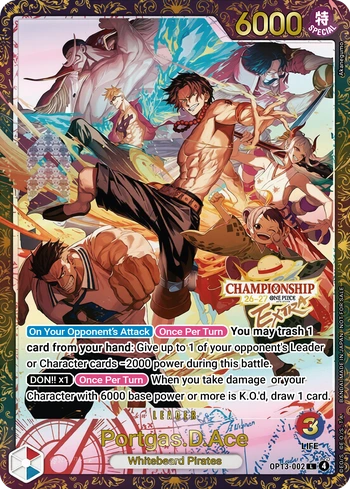 6000
特
SPECIAL
CHAMPIONSHIP
26-27 ONE PIECE
EXTRA
On Your Opponent's Attack Once Per Turn You may trash 1
card from your hand: Give up to 1 of your opponent's Leader
or Character cards -2000 power during this battle.
DON!! x1 Once Per Turn When you take damage or your
Character with 6000 base power or more is K.O.'d, draw 1 card.
LEADER
Portgas.D.Ace
Whitebeard Pirates
3
LIFE
OP13-002 L 4